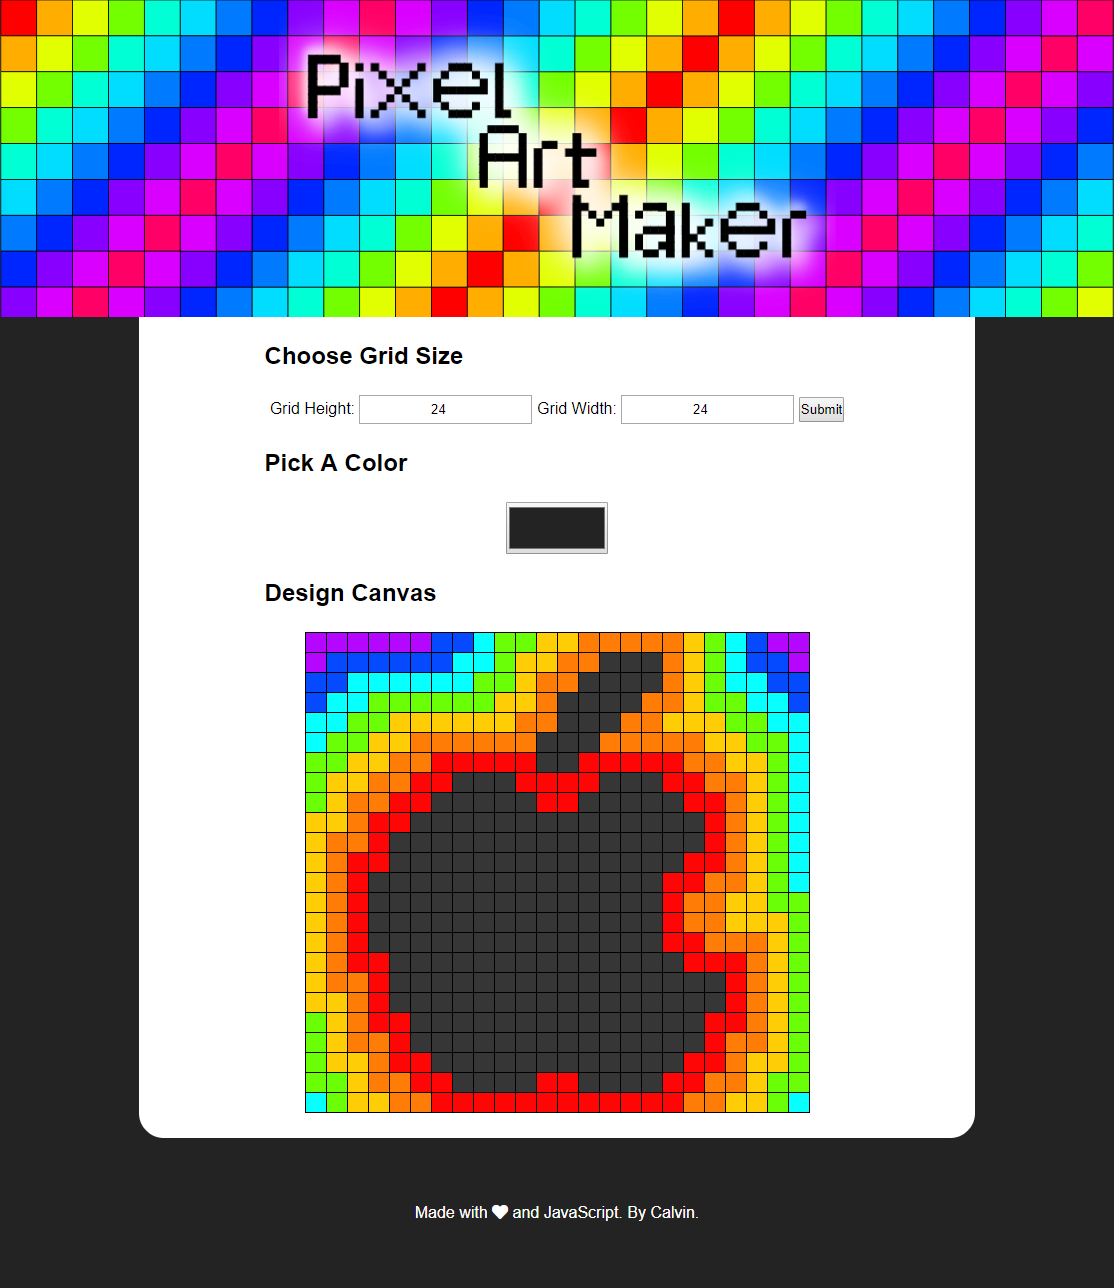 Pixel
Art
Maker
Choose Grid Size
Grid Height: 24 Grid Width: 24 Submit
Pick A Color
Design Canvas
Made with ♥ and JavaScript. By Calvin.